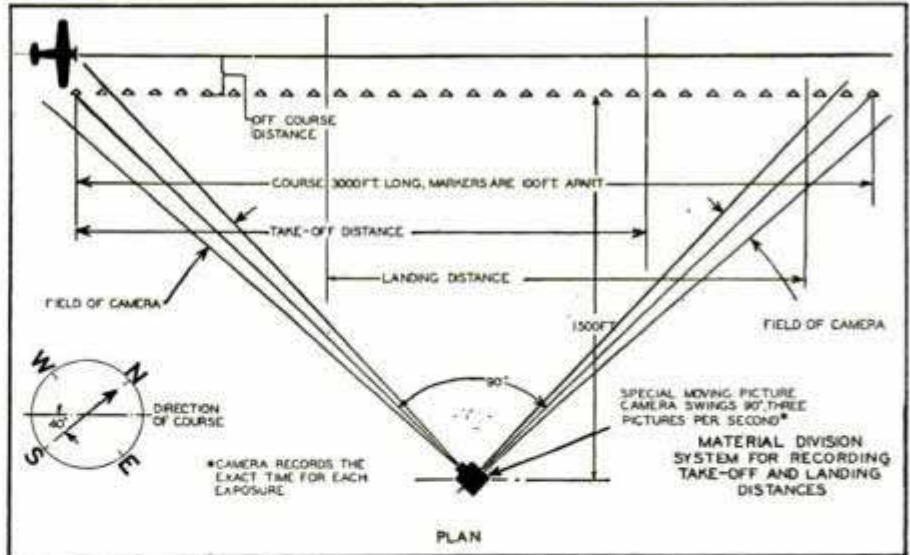 OFF COURSE
DISTANCE
COURSE 3000 FT. LONG, MARKERS ARE 100 FT. APART
TAKE-OFF DISTANCE
LANDING DISTANCE
FIELD OF CAMERA
1500 FT.
FIELD OF CAMERA
90°
W
N
40°
S
E
DIRECTION
OF COURSE
SPECIAL MOVING PICTURE
CAMERA SWINGS 90°, THREE
PICTURES PER SECOND*
*CAMERA RECORDS THE
EXACT TIME FOR EACH
EXPOSURE
MATERIAL DIVISION
SYSTEM FOR RECORDING
TAKE-OFF AND LANDING
DISTANCES
PLAN